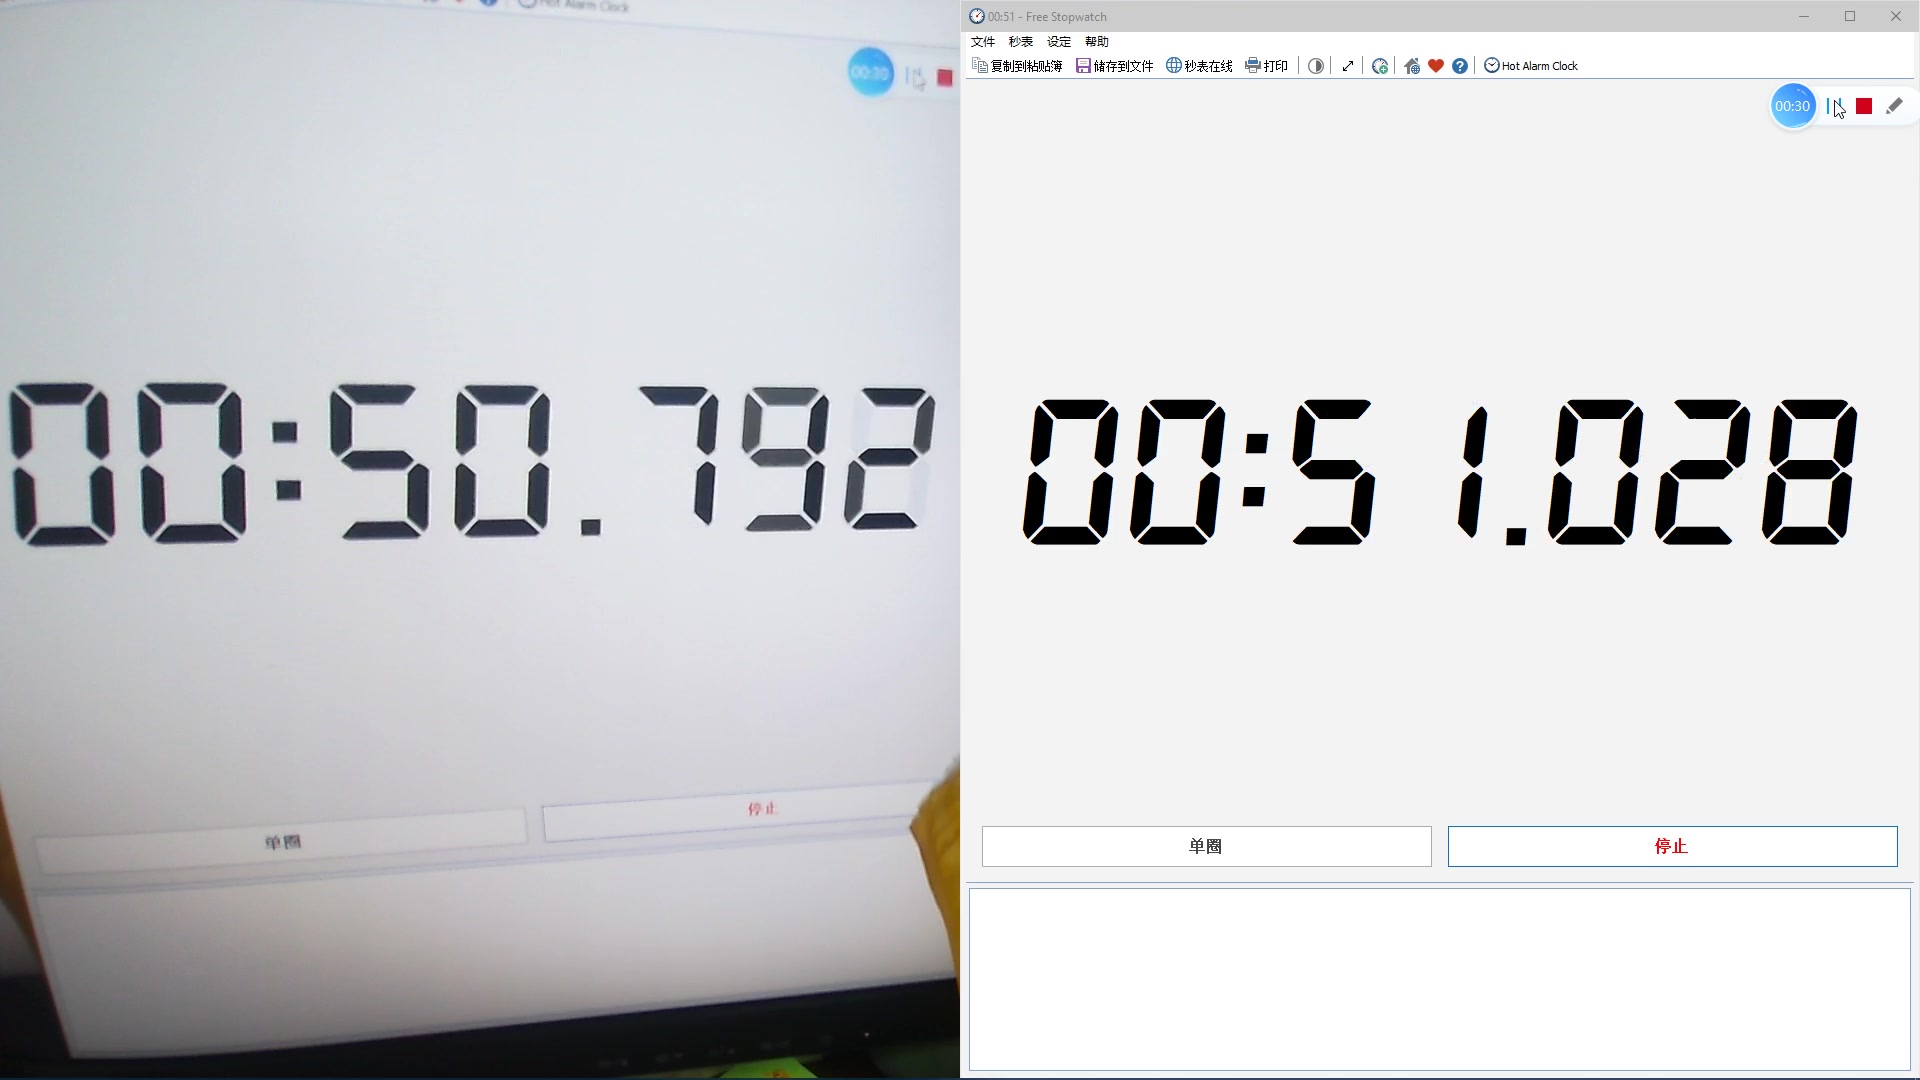 Hot Alarm Clock
00:30
00:50.792
单圈
停止
00:51 - Free Stopwatch
文件 秒表 设定 帮助
复制到粘贴簿 储存到文件 秒表在线 打印 Hot Alarm Clock
00:30
00:51.028
单圈
停止